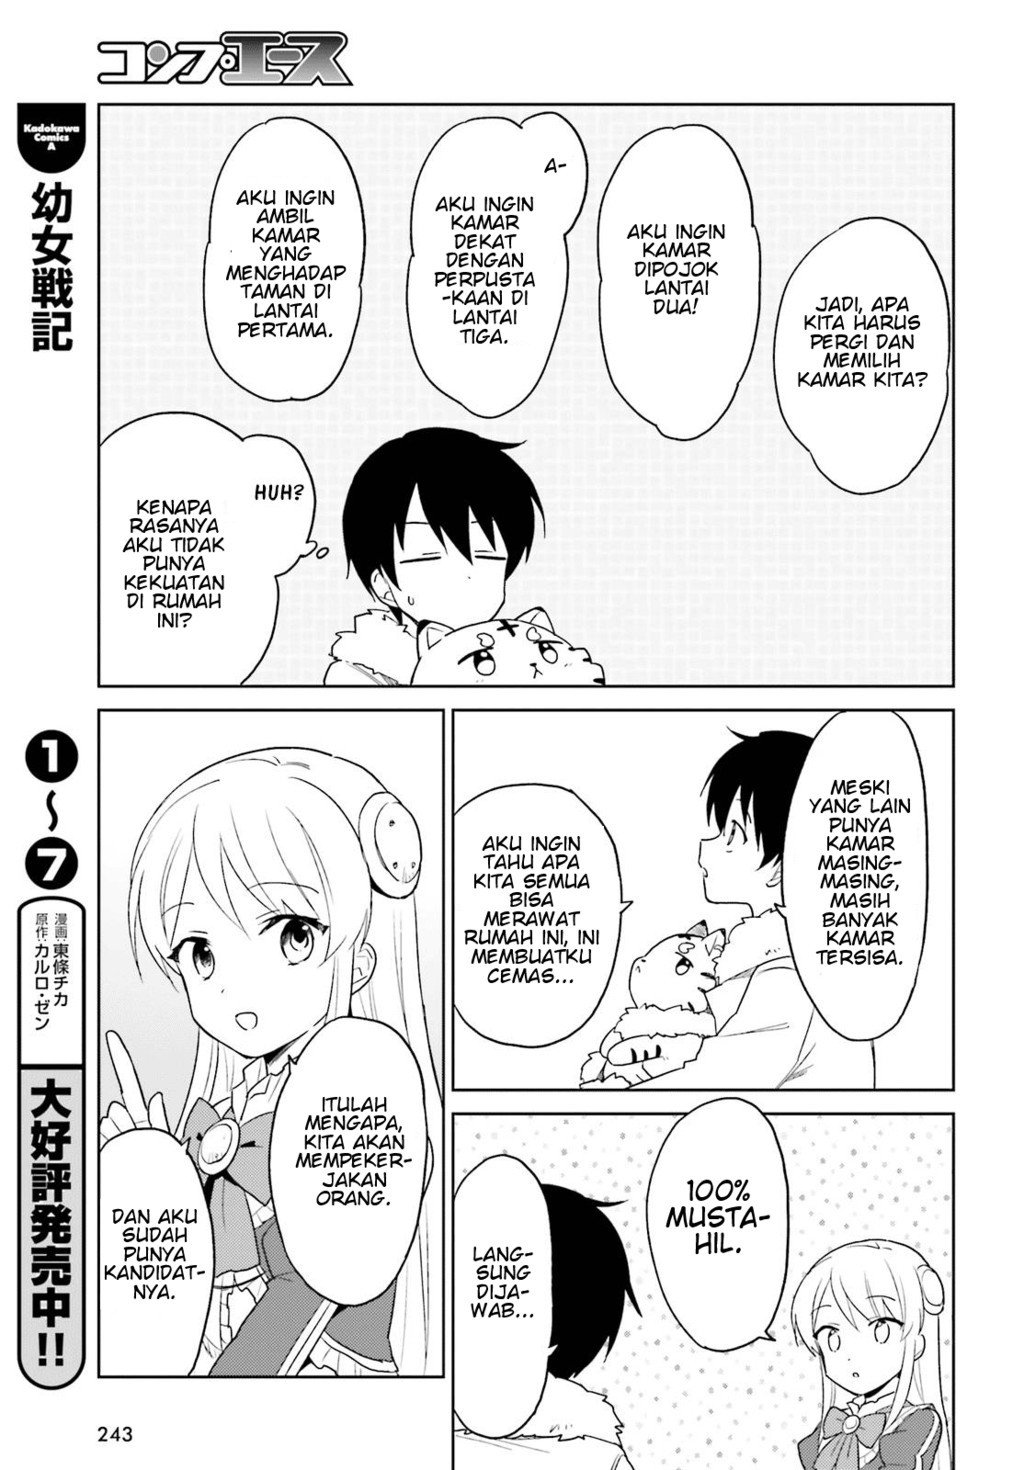 コンプ・エース
Kadokawa
Comics
A
幼女戦記
1〜7
漫画:東條チカ
原作:カルロ・ゼン
大好評発売中!!
JADI, APA
KITA HARUS
PERGI DAN
MEMILIH
KAMAR KITA?
AKU INGIN
KAMAR
DIPOJOK
LANTAI
DUA!
A-
AKU INGIN
KAMAR
DEKAT
DENGAN
PERPUSTA
-KAAN DI
LANTAI
TIGA.
AKU INGIN
AMBIL
KAMAR
YANG
MENGHADAP
TAMAN DI
LANTAI
PERTAMA.
HUH?
KENAPA
RASANYA
AKU TIDAK
PUNYA
KEKUATAN
DI RUMAH
INI?
MESKI
YANG LAIN
PUNYA
KAMAR
MASING-
MASING,
MASIH
BANYAK
KAMAR
TERSISA.
AKU INGIN
TAHU APA
KITA SEMUA
BISA
MERAWAT
RUMAH INI, INI
MEMBUATKU
CEMAS...
100%
MUSTA-
HIL.
LANG-
SUNG
DIJA-
WAB...
ITULAH
MENGAPA,
KITA AKAN
MEMPEKER-
JAKAN
ORANG.
DAN AKU
SUDAH
PUNYA
KANDIDAT-
NYA.
243